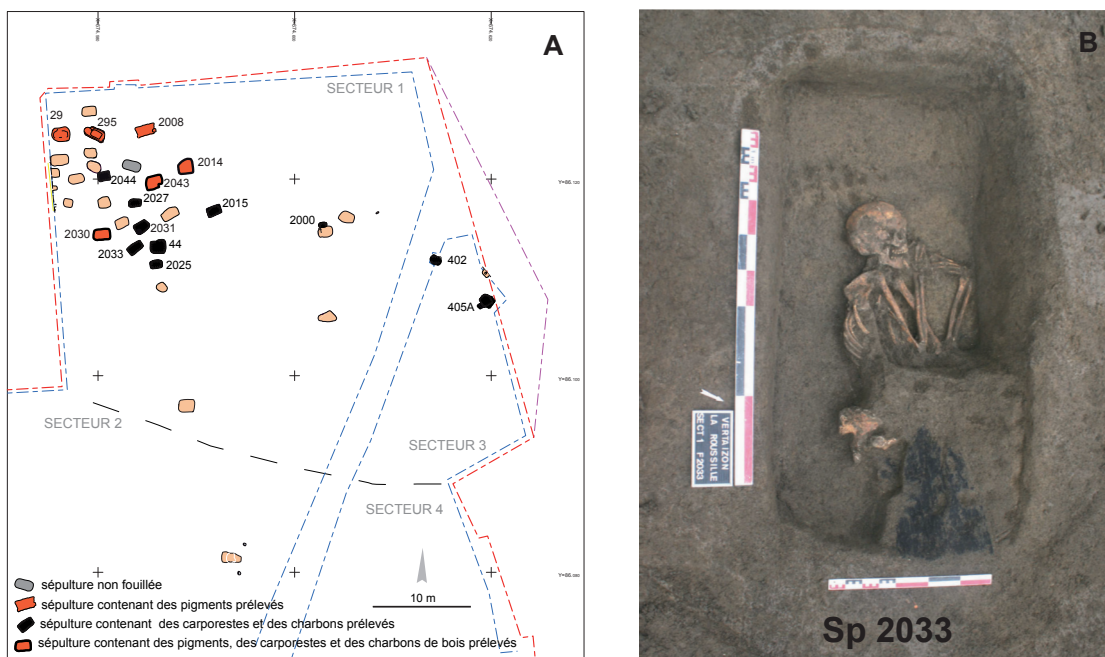 A
SECTEUR 1
29
295
2008
2014
2044
2043
2027
2015
2000
2031
2030
2033
44
2025
402
405A
SECTEUR 2
SECTEUR 3
SECTEUR 4
10 m
sépulture non fouillée
sépulture contenant des pigments prélevés
sépulture contenant des carporestes et des charbons prélevés
sépulture contenant des pigments, des carporestes et des charbons de bois prélevés
B
VERTAIZON
LA ROUSSILLE
SECT 1 F2033
Sp 2033